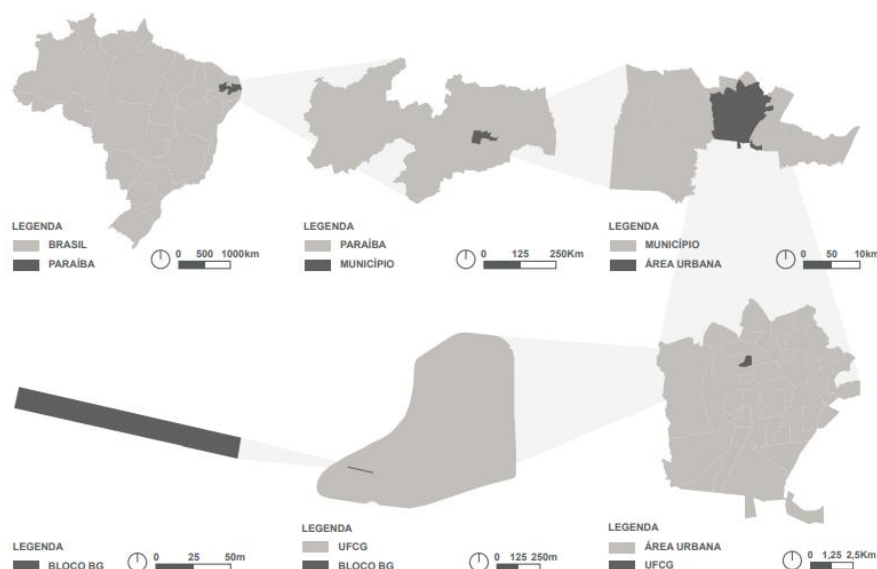 LEGENDA
BRASIL
PARAÍBA
0 500 1000km
LEGENDA
PARAÍBA
MUNICÍPIO
0 125 250Km
LEGENDA
MUNICÍPIO
ÁREA URBANA
0 50 10km
LEGENDA
BLOCO BG
0 25 50m
LEGENDA
UFCG
BLOCO BG
0 125 250m
LEGENDA
ÁREA URBANA
UFCG
0 1,25 2,5Km